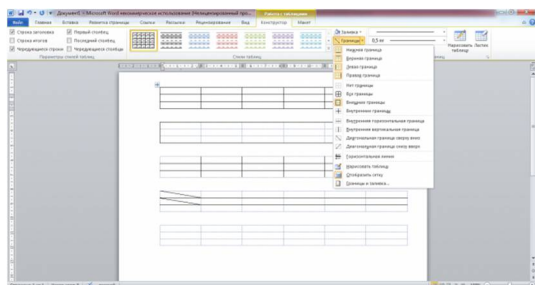 Документ1.3 [Microsoft Word некоммерческое использование (Нелицензированный про...
Работа с таблицами
Файл Главная Вставка Разметка страницы Ссылки Рассылки Рецензирование Вид Конструктор Макет
Строка заголовка Первый столбец
Строка итогов Последний столбец
Чередующиеся строки Чередующиеся столбцы
Параметры стилей таблиц
Стили таблиц
Заливка
Границы
0,5 пт
Нарисовать таблицу
Ластик
Нижняя граница
Верхняя граница
Левая граница
Правая граница
Нет границы
Все границы
Внешние границы
Внутренние границы
Внутренняя горизонтальная граница
Внутренняя вертикальная граница
Диагональная граница сверху вниз
Диагональная граница снизу вверх
Горизонтальная линия
Нарисовать таблицу
Отобразить сетку
Границы и заливка...